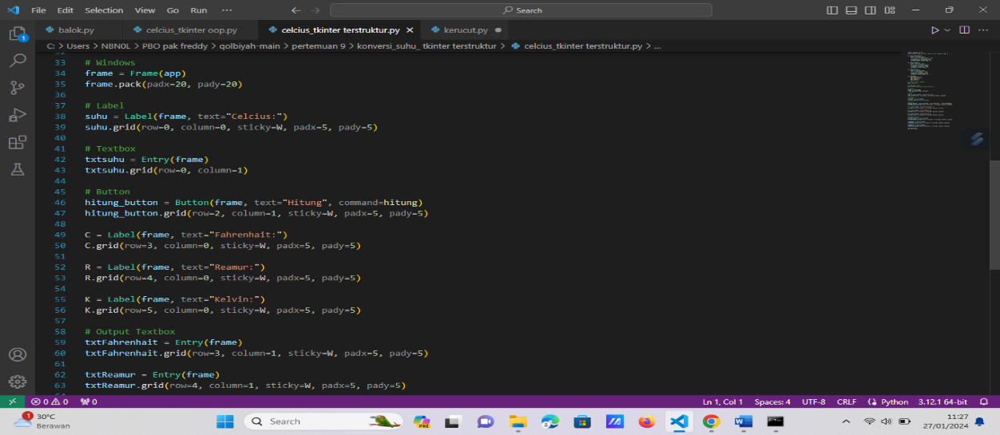 File Edit Selection View Go Run ··· Search
balok.py celcius_tkinter oop.py celcius_tkinter terstruktur.py kerucut.py
C: > Users > NBN0L > PBO pak freddy > qolbiyah-main > pertemuan 9 > konversi_suhu_ tkinter terstruktur > celcius_tkinter terstruktur.py > ...
33 # Windows
34 frame = Frame(app)
35 frame.pack(padx=20, pady=20)
36
37 # Label
38 suhu = Label(frame, text="Celcius:")
39 suhu.grid(row=0, column=0, sticky=W, padx=5, pady=5)
40
41 # Textbox
42 txtsuhu = Entry(frame)
43 txtsuhu.grid(row=0, column=1)
44
45 # Button
46 hitung_button = Button(frame, text="Hitung", command=hitung)
47 hitung_button.grid(row=2, column=1, sticky=W, padx=5, pady=5)
48
49 C = Label(frame, text="Fahrenhait:")
50 C.grid(row=3, column=0, sticky=W, padx=5, pady=5)
51
52 R = Label(frame, text="Reamur:")
53 R.grid(row=4, column=0, sticky=W, padx=5, pady=5)
54
55 K = Label(frame, text="Kelvin:")
56 K.grid(row=5, column=0, sticky=W, padx=5, pady=5)
57
58 # Output Textbox
59 txtFahrenhait = Entry(frame)
60 txtFahrenhait.grid(row=3, column=1, sticky=W, padx=5, pady=5)
61
62 txtReamur = Entry(frame)
63 txtReamur.grid(row=4, column=1, sticky=W, padx=5, pady=5)
1
0 0 0 Ln 1, Col 1 Spaces: 4 UTF-8 CRLF Python 3.12.1 64-bit
1 30°C Search PRE 11:27
Berawan 27/01/2024